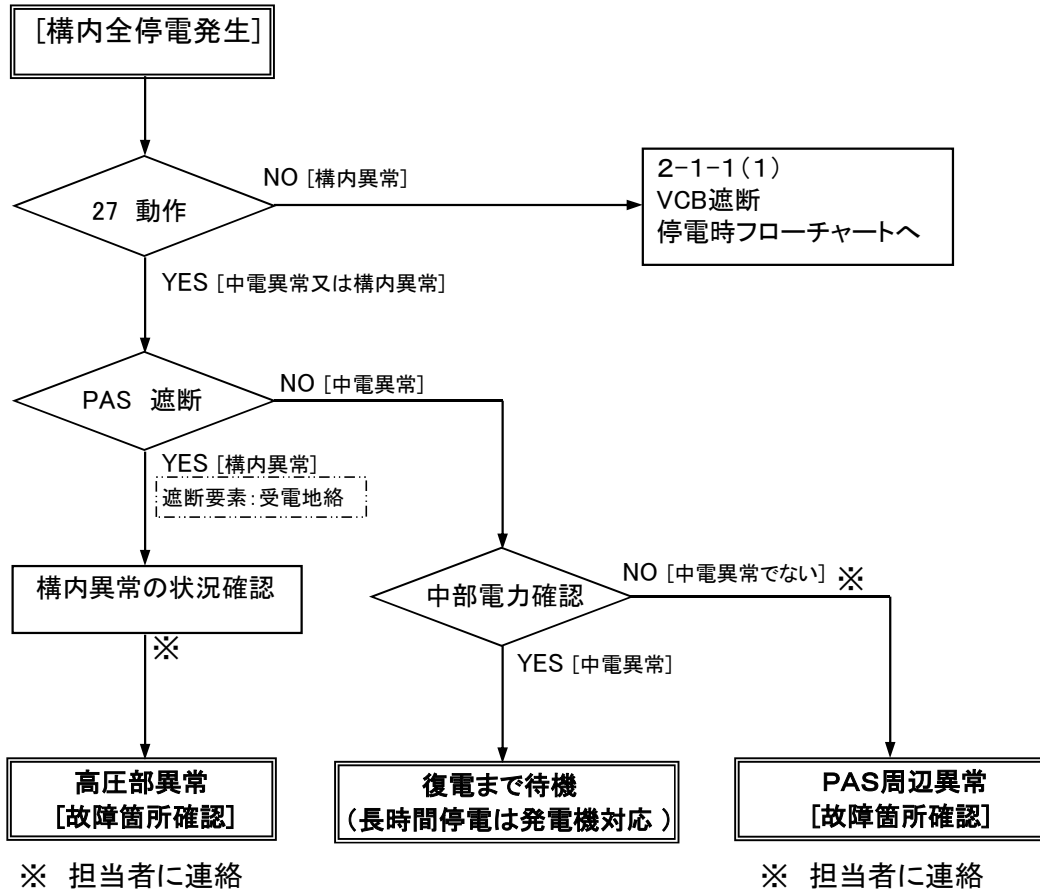 [構内全停電発生]
27 動作
NO [構内異常]
2-1-1(1)
VCB遮断
停電時フローチャートへ
YES [中電異常又は構内異常]
PAS 遮断
NO [中電異常]
YES [構内異常]
遮断要素:受電地絡
構内異常の状況確認
※
中部電力確認
NO [中電異常でない] ※
YES [中電異常]
高圧部異常
[故障箇所確認]
復電まで待機
(長時間停電は発電機対応 )
PAS周辺異常
[故障箇所確認]
※ 担当者に連絡
※ 担当者に連絡